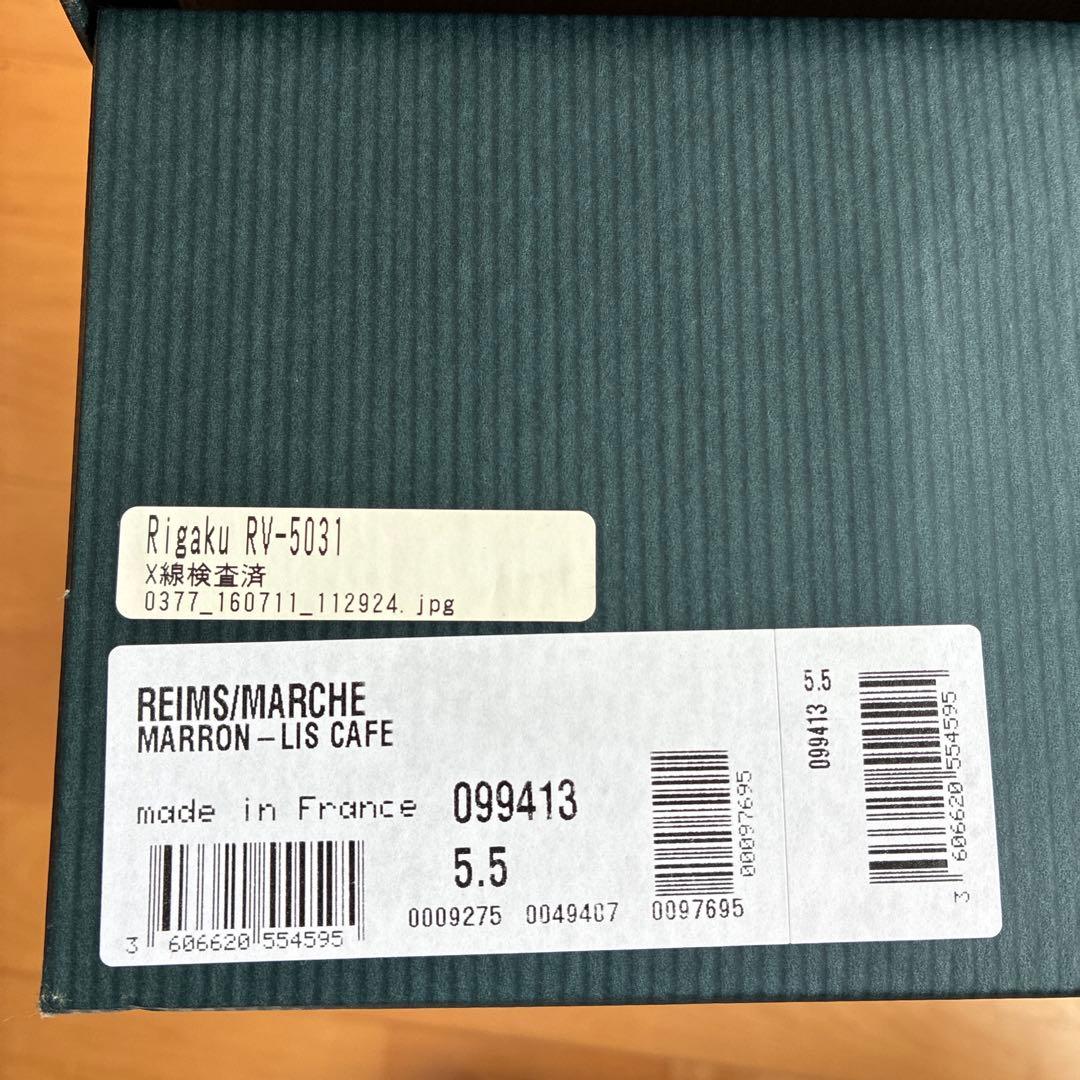 Rigaku RV-5031
X線検査済
0377_160711_112924.jpg
REIMS/MARCHE
MARRON-LIS CAFE
made in France 099413
5.5
0009275 0049487 0097695
3 606620 554595
00097695
099413 5.5
3 606620 554595